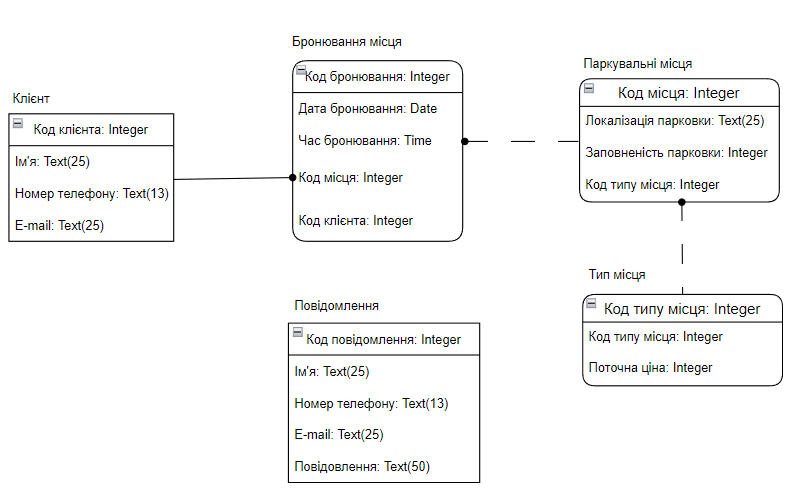 Клієнт
Код клієнта: Integer
Ім'я: Text(25)
Номер телефону: Text(13)
E-mail: Text(25)
Бронювання місця
Код бронювання: Integer
Дата бронювання: Date
Час бронювання: Time
Код місця: Integer
Код клієнта: Integer
Паркувальні місця
Код місця: Integer
Локалізація парковки: Text(25)
Заповненість парковки: Integer
Код типу місця: Integer
Тип місця
Код типу місця: Integer
Код типу місця: Integer
Поточна ціна: Integer
Повідомлення
Код повідомлення: Integer
Ім'я: Text(25)
Номер телефону: Text(13)
E-mail: Text(25)
Повідовлення: Text(50)